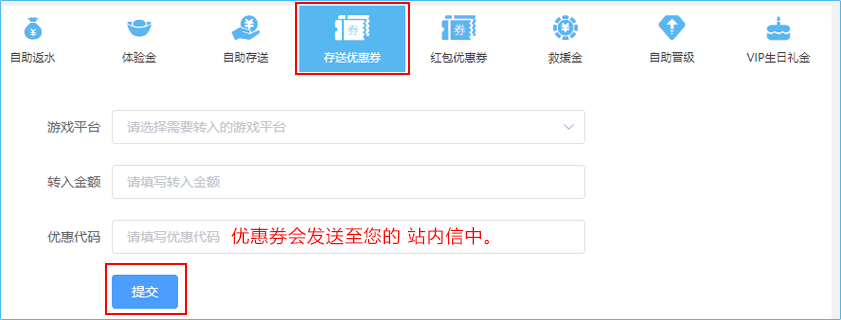 自助返水 体验金 自助存送 存送优惠券 红包优惠券 救援金 自助晋级 VIP生日礼金
游戏平台 请选择需要转入的游戏平台
转入金额 请填写转入金额
优惠代码 请填写优惠代码 优惠券会发送至您的 站内信中。
提交